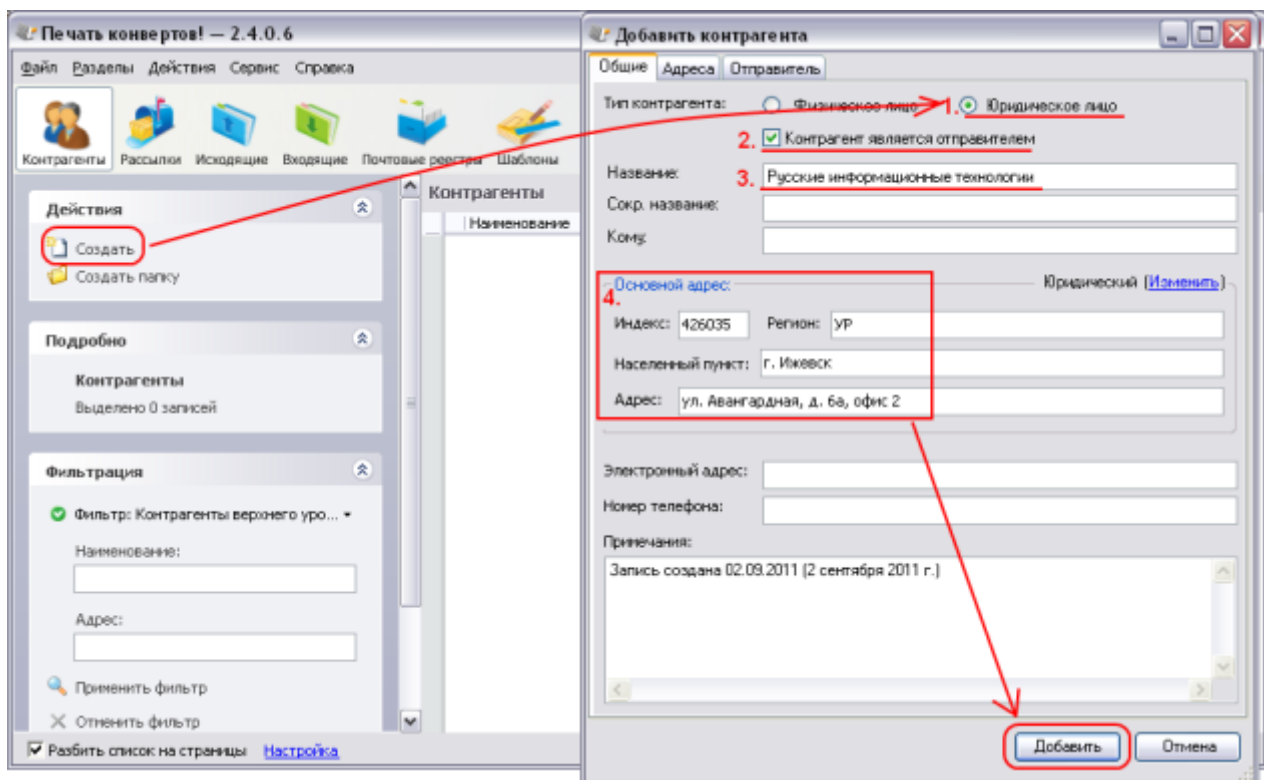 Печать конвертов! — 2.4.0.6
Файл Разделы Действия Сервис Справка
Контрагенты Рассылки Исходящие Входящие Почтовые реестры Шаблоны
Действия
Создать
Создать папку
Подробно
Контрагенты
Выделено 0 записей
Фильтрация
Фильтр: Контрагенты верхнего уро...
Наименование:
Адрес:
Применить фильтр
Отменить фильтр
Разбить список на страницы Настройка
Контрагенты
Наименование
Добавить контрагента
Общие Адреса Отправитель
Тип контрагента: Физическое лицо 1. Юридическое лицо
2. Контрагент является отправителем
Название: 3. Русские информационные технологии
Сокр. название:
Кому:
Основной адрес: Юридический (Изменить)
4.
Индекс: 426035 Регион: УР
Населенный пункт: г. Ижевск
Адрес: ул. Авангардная, д. 6а, офис 2
Электронный адрес:
Номер телефона:
Примечания:
Запись создана 02.09.2011 (2 сентября 2011 г.)
Добавить Отмена